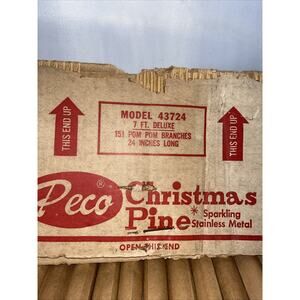 MODEL 43724
7 FT. DELUXE
151 POM POM BRANCHES
24 INCHES LONG
THIS END UP
THIS END UP
Peco®
Christmas
Pine* Sparkling
Stainless Metal
OPEN THIS END